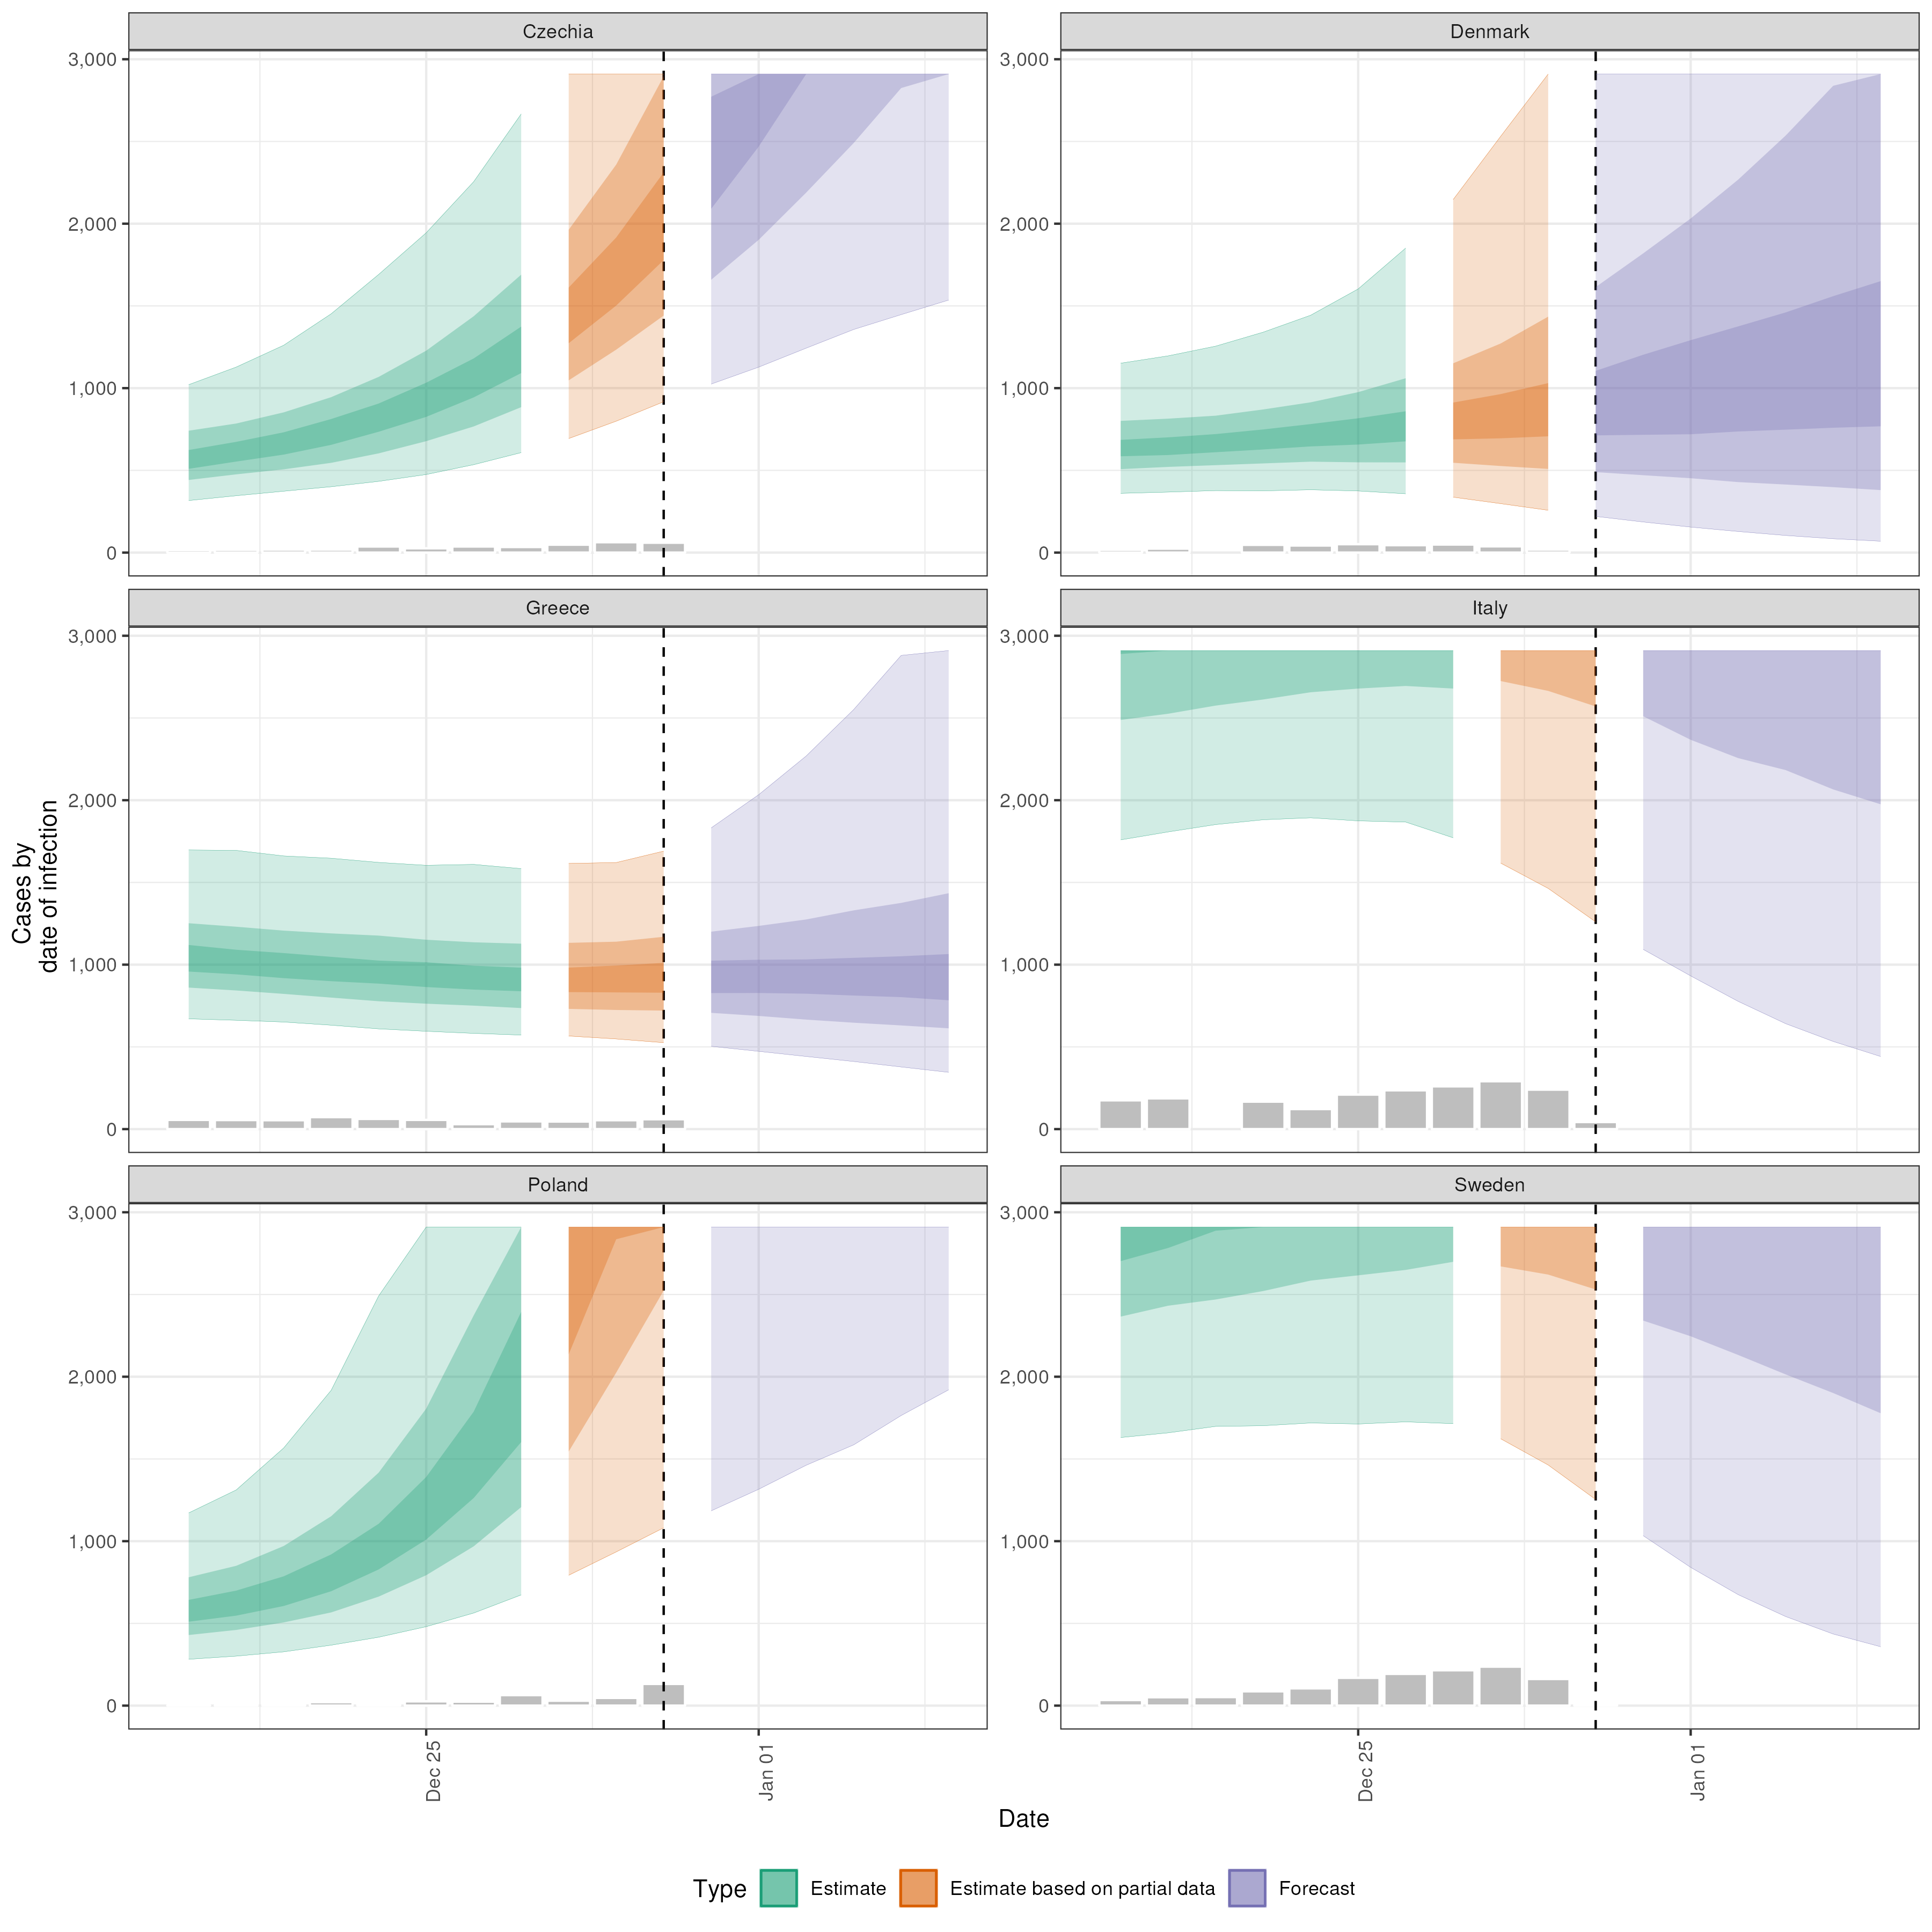 Czechia
Denmark
3,000
2,000
1,000
0
3,000
2,000
1,000
0
Greece
Italy
3,000
2,000
1,000
0
3,000
2,000
1,000
0
Poland
Sweden
3,000
2,000
1,000
0
3,000
2,000
1,000
0
Cases by
date of infection
Dec 25
Jan 01
Dec 25
Jan 01
Date
Type
Estimate
Estimate based on partial data
Forecast